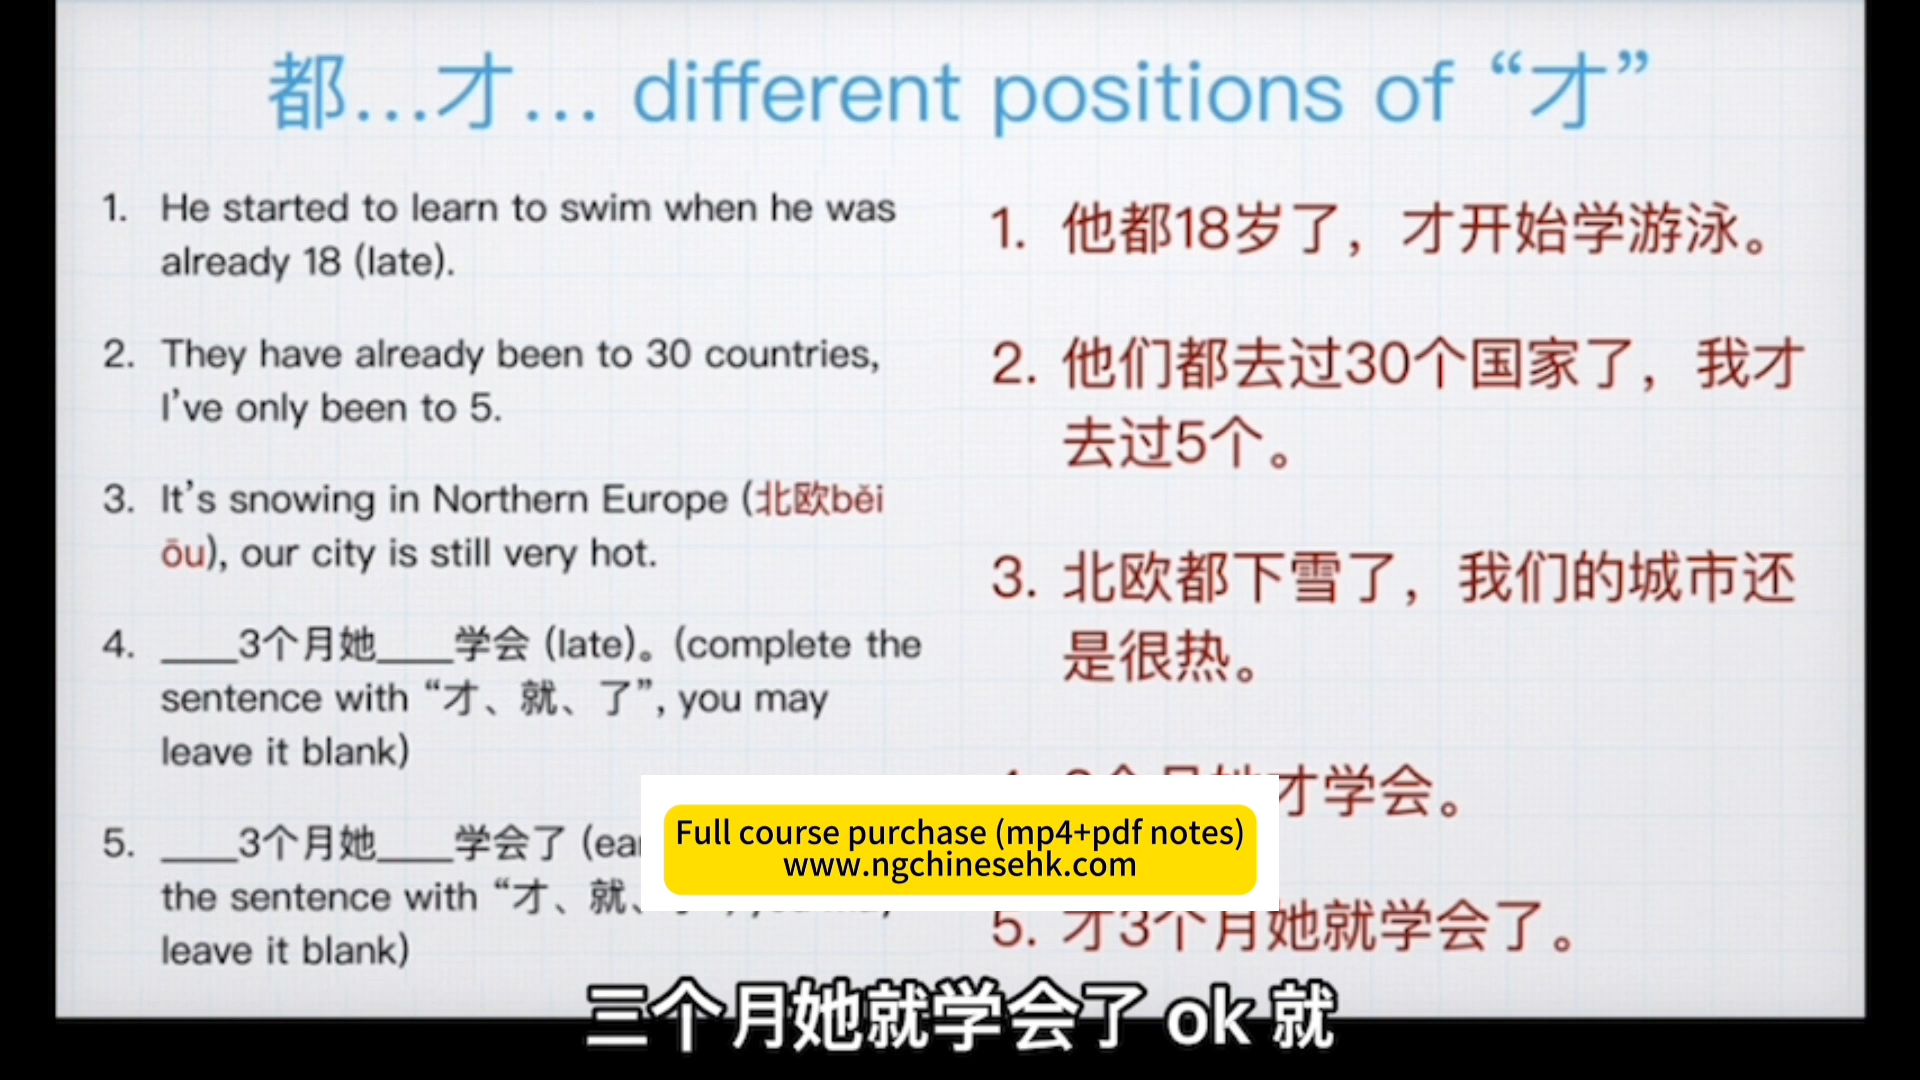 都...才... different positions of “才”
1. He started to learn to swim when he was
already 18 (late).
2. They have already been to 30 countries,
I’ve only been to 5.
3. It’s snowing in Northern Europe (北欧běi
ōu), our city is still very hot.
4. ____3个月她____学会 (late)。(complete the
sentence with “才、就、了”, you may
leave it blank)
5. ____3个月她____学会了 (ear
the sentence with “才、就、
leave it blank)
1. 他都18岁了，才开始学游泳。
2. 他们都去过30个国家了，我才
去过5个。
3. 北欧都下雪了，我们的城市还
是很热。
才学会。
5. 才3个月她就学会了。
Full course purchase (mp4+pdf notes)
www.ngchinesehk.com
三个月她就学会了 ok 就